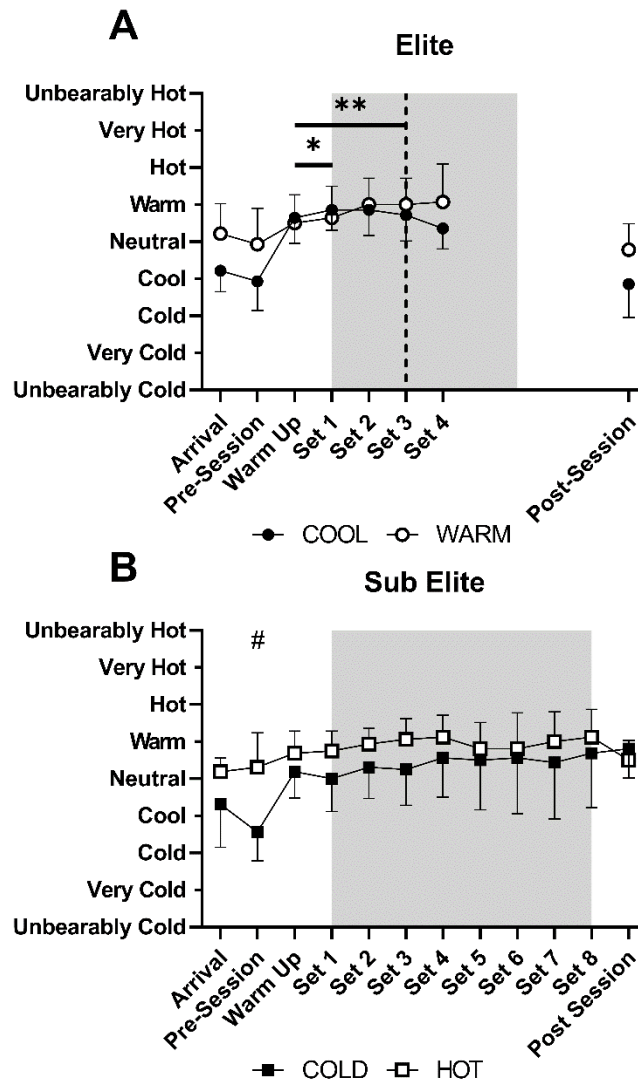 A
Elite
Unbearably Hot
Very Hot
Hot
Warm
Neutral
Cool
Cold
Very Cold
Unbearably Cold
**
*
Arrival
Pre-Session
Warm Up
Set 1
Set 2
Set 3
Set 4
Post-Session
COOL WARM
B
Sub Elite
Unbearably Hot
Very Hot
Hot
Warm
Neutral
Cool
Cold
Very Cold
Unbearably Cold
#
Arrival
Pre-Session
Warm Up
Set 1
Set 2
Set 3
Set 4
Set 5
Set 6
Set 7
Set 8
Post Session
COLD HOT